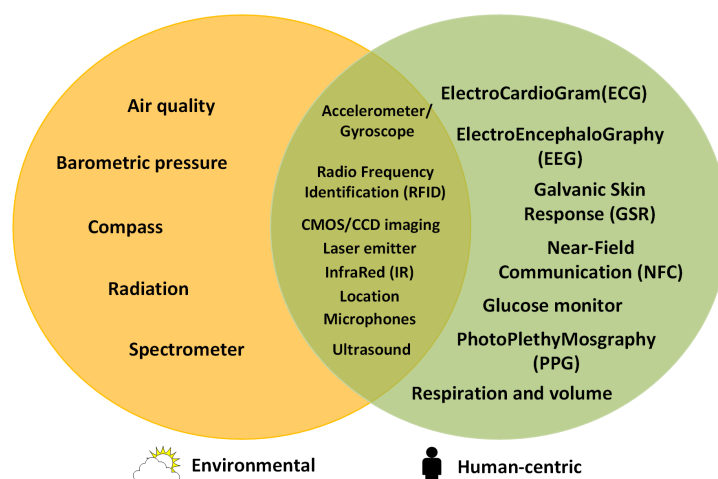 Air quality
Barometric pressure
Compass
Radiation
Spectrometer
Accelerometer/
Gyroscope
Radio Frequency
Identification (RFID)
CMOS/CCD imaging
Laser emitter
InfraRed (IR)
Location
Microphones
Ultrasound
ElectroCardioGram(ECG)
ElectroEncephaloGraphy
(EEG)
Galvanic Skin
Response (GSR)
Near-Field
Communication (NFC)
Glucose monitor
PhotoPlethyMosgraphy
(PPG)
Respiration and volume
Environmental
Human-centric